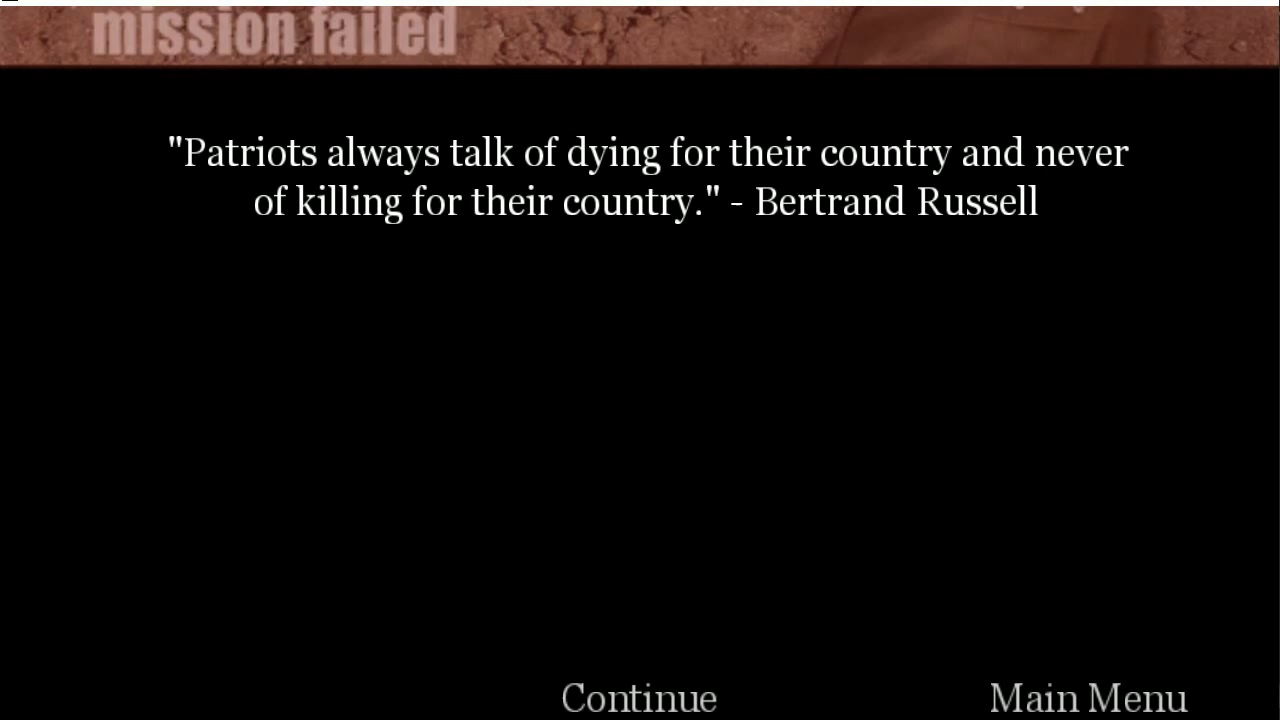 mission failed
"Patriots always talk of dying for their country and never
of killing for their country." - Bertrand Russell
Continue Main Menu